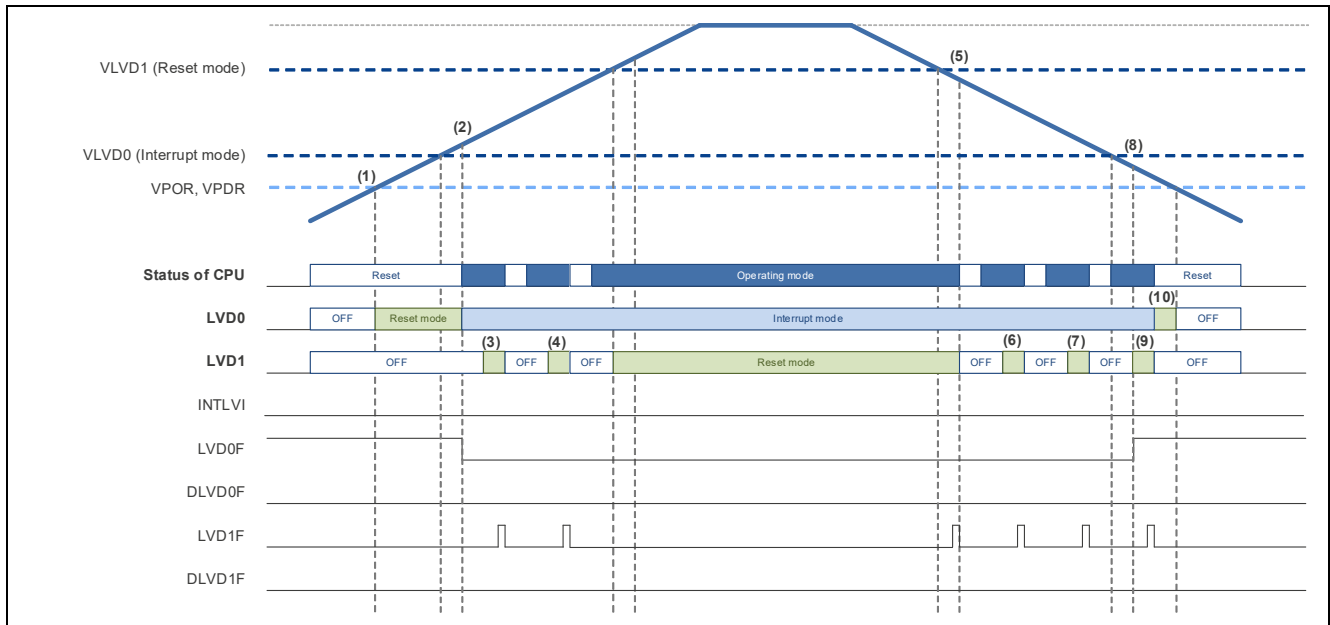 VLVD1 (Reset mode)
(5)
(2)
VLVD0 (Interrupt mode)
(8)
(1)
VPOR, VPDR
Status of CPU
Reset
Operating mode
Reset
(10)
LVD0
OFF
Reset mode
Interrupt mode
OFF
(3)
(4)
(6)
(7)
(9)
LVD1
OFF
OFF
OFF
Reset mode
OFF
OFF
OFF
OFF
INTLVI
LVD0F
DLVD0F
LVD1F
DLVD1F